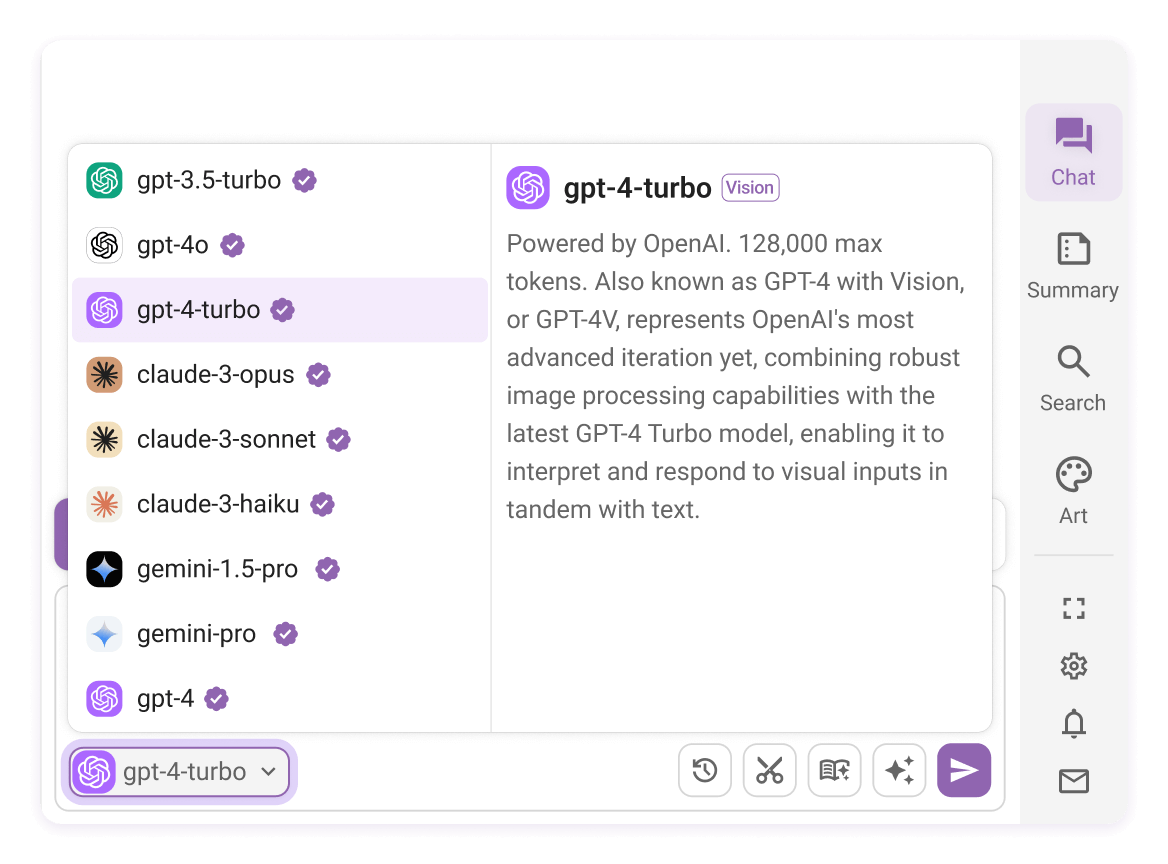 gpt-3.5-turbo
gpt-4o
gpt-4-turbo
claude-3-opus
claude-3-sonnet
claude-3-haiku
gemini-1.5-pro
gemini-pro
gpt-4
gpt-4-turbo Vision
Powered by OpenAI. 128,000 max
tokens. Also known as GPT-4 with Vision,
or GPT-4V, represents OpenAI's most
advanced iteration yet, combining robust
image processing capabilities with the
latest GPT-4 Turbo model, enabling it to
interpret and respond to visual inputs in
tandem with text.
gpt-4-turbo
Chat
Summary
Search
Art